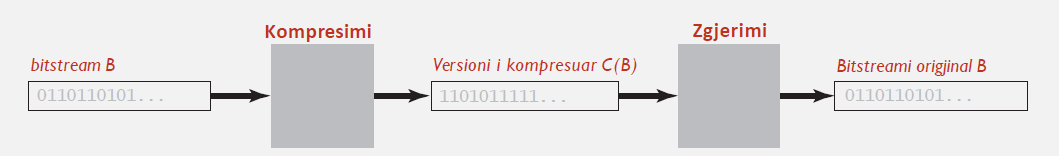 Kompresimi
Zgjerimi
bitstream B
Versioni i kompresuar C(B)
Bitstreami origjinal B
0110110101...
1101011111...
0110110101...